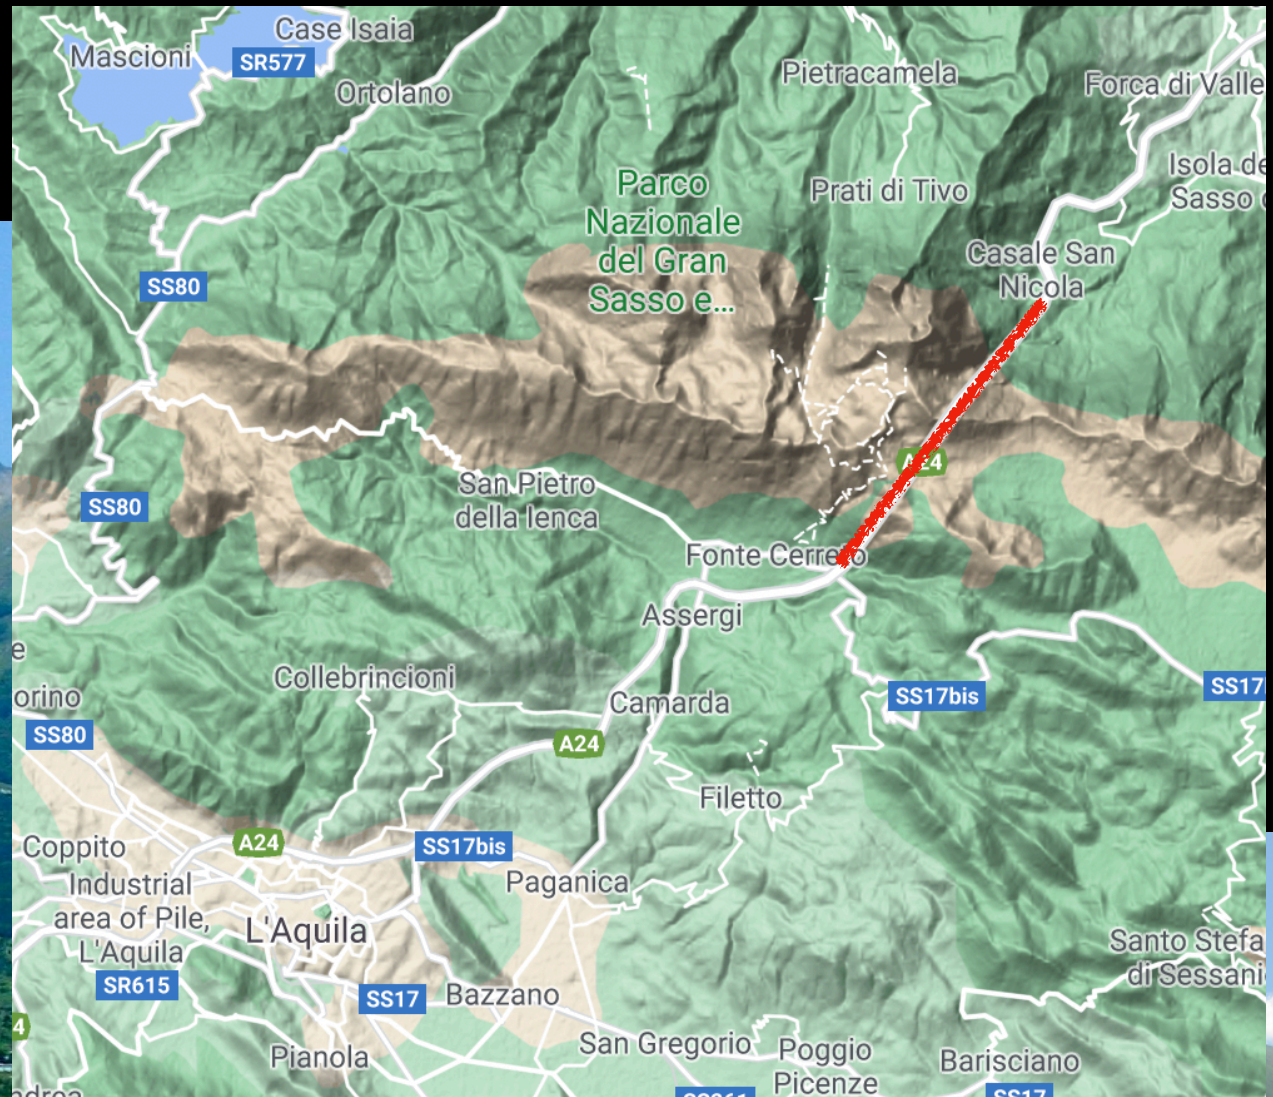 Case Isaia
Mascioni
SR577
Pietracamela
Ortolano
Forca di Valle
Isola de
Sasso
Parco
Nazionale
del Gran
Sasso e...
Prati di Tivo
Casale San
Nicola
SS80
A24
San Pietro
della Ienca
SS80
Fonte Cerreto
Assergi
e
Collebrincioni
SS17
orino
SS17bis
Camarda
SS80
A24
Filetto
A24
Coppito
SS17bis
Industrial
area of Pile,
L'Aquila
Paganica
L'Aquila
Santo Stefa
di Sessani
SR615
SS17
Bazzano
4
San Gregorio
Poggio
Picenze
Pianola
Barisciano
SS17